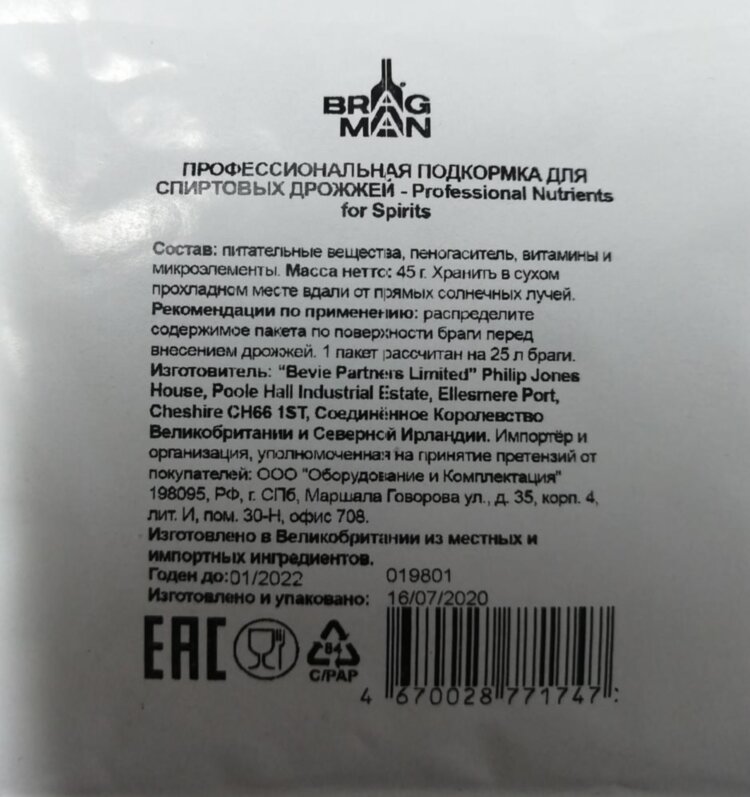 BRAG
MAN
ПРОФЕССИОНАЛЬНАЯ ПОДКОРМКА ДЛЯ
СПИРТОВЫХ ДРОЖЖЕЙ - Professional Nutrients
for Spirits
Состав: питательные вещества, пеногаситель, витамины и
микроэлементы. Масса нетто: 45 г. Хранить в сухом
прохладном месте вдали от прямых солнечных лучей.
Рекомендации по применению: распределите
содержимое пакета по поверхности браги перед
внесением дрожжей. 1 пакет рассчитан на 25 л браги.
Изготовитель: "Bevie Partners Limited" Philip Jones
House, Poole Hall Industrial Estate, Ellesmere Port,
Cheshire CH66 1ST, Соединённое Королевство
Великобритании и Северной Ирландии. Импортёр и
организация, уполномоченная на принятие претензий от
покупателей: ООО "Оборудование и Комплектация"
198095, РФ, г. СПб, Маршала Говорова ул., д. 35, корп. 4,
лит. И, пом. 30-Н, офис 708.
Изготовлено в Великобритании из местных и
импортных ингредиентов.
Годен до:01/2022 019801
Изготовлено и упаковано: 16/07/2020
EAC 84
C/PAP
4 670028 771747